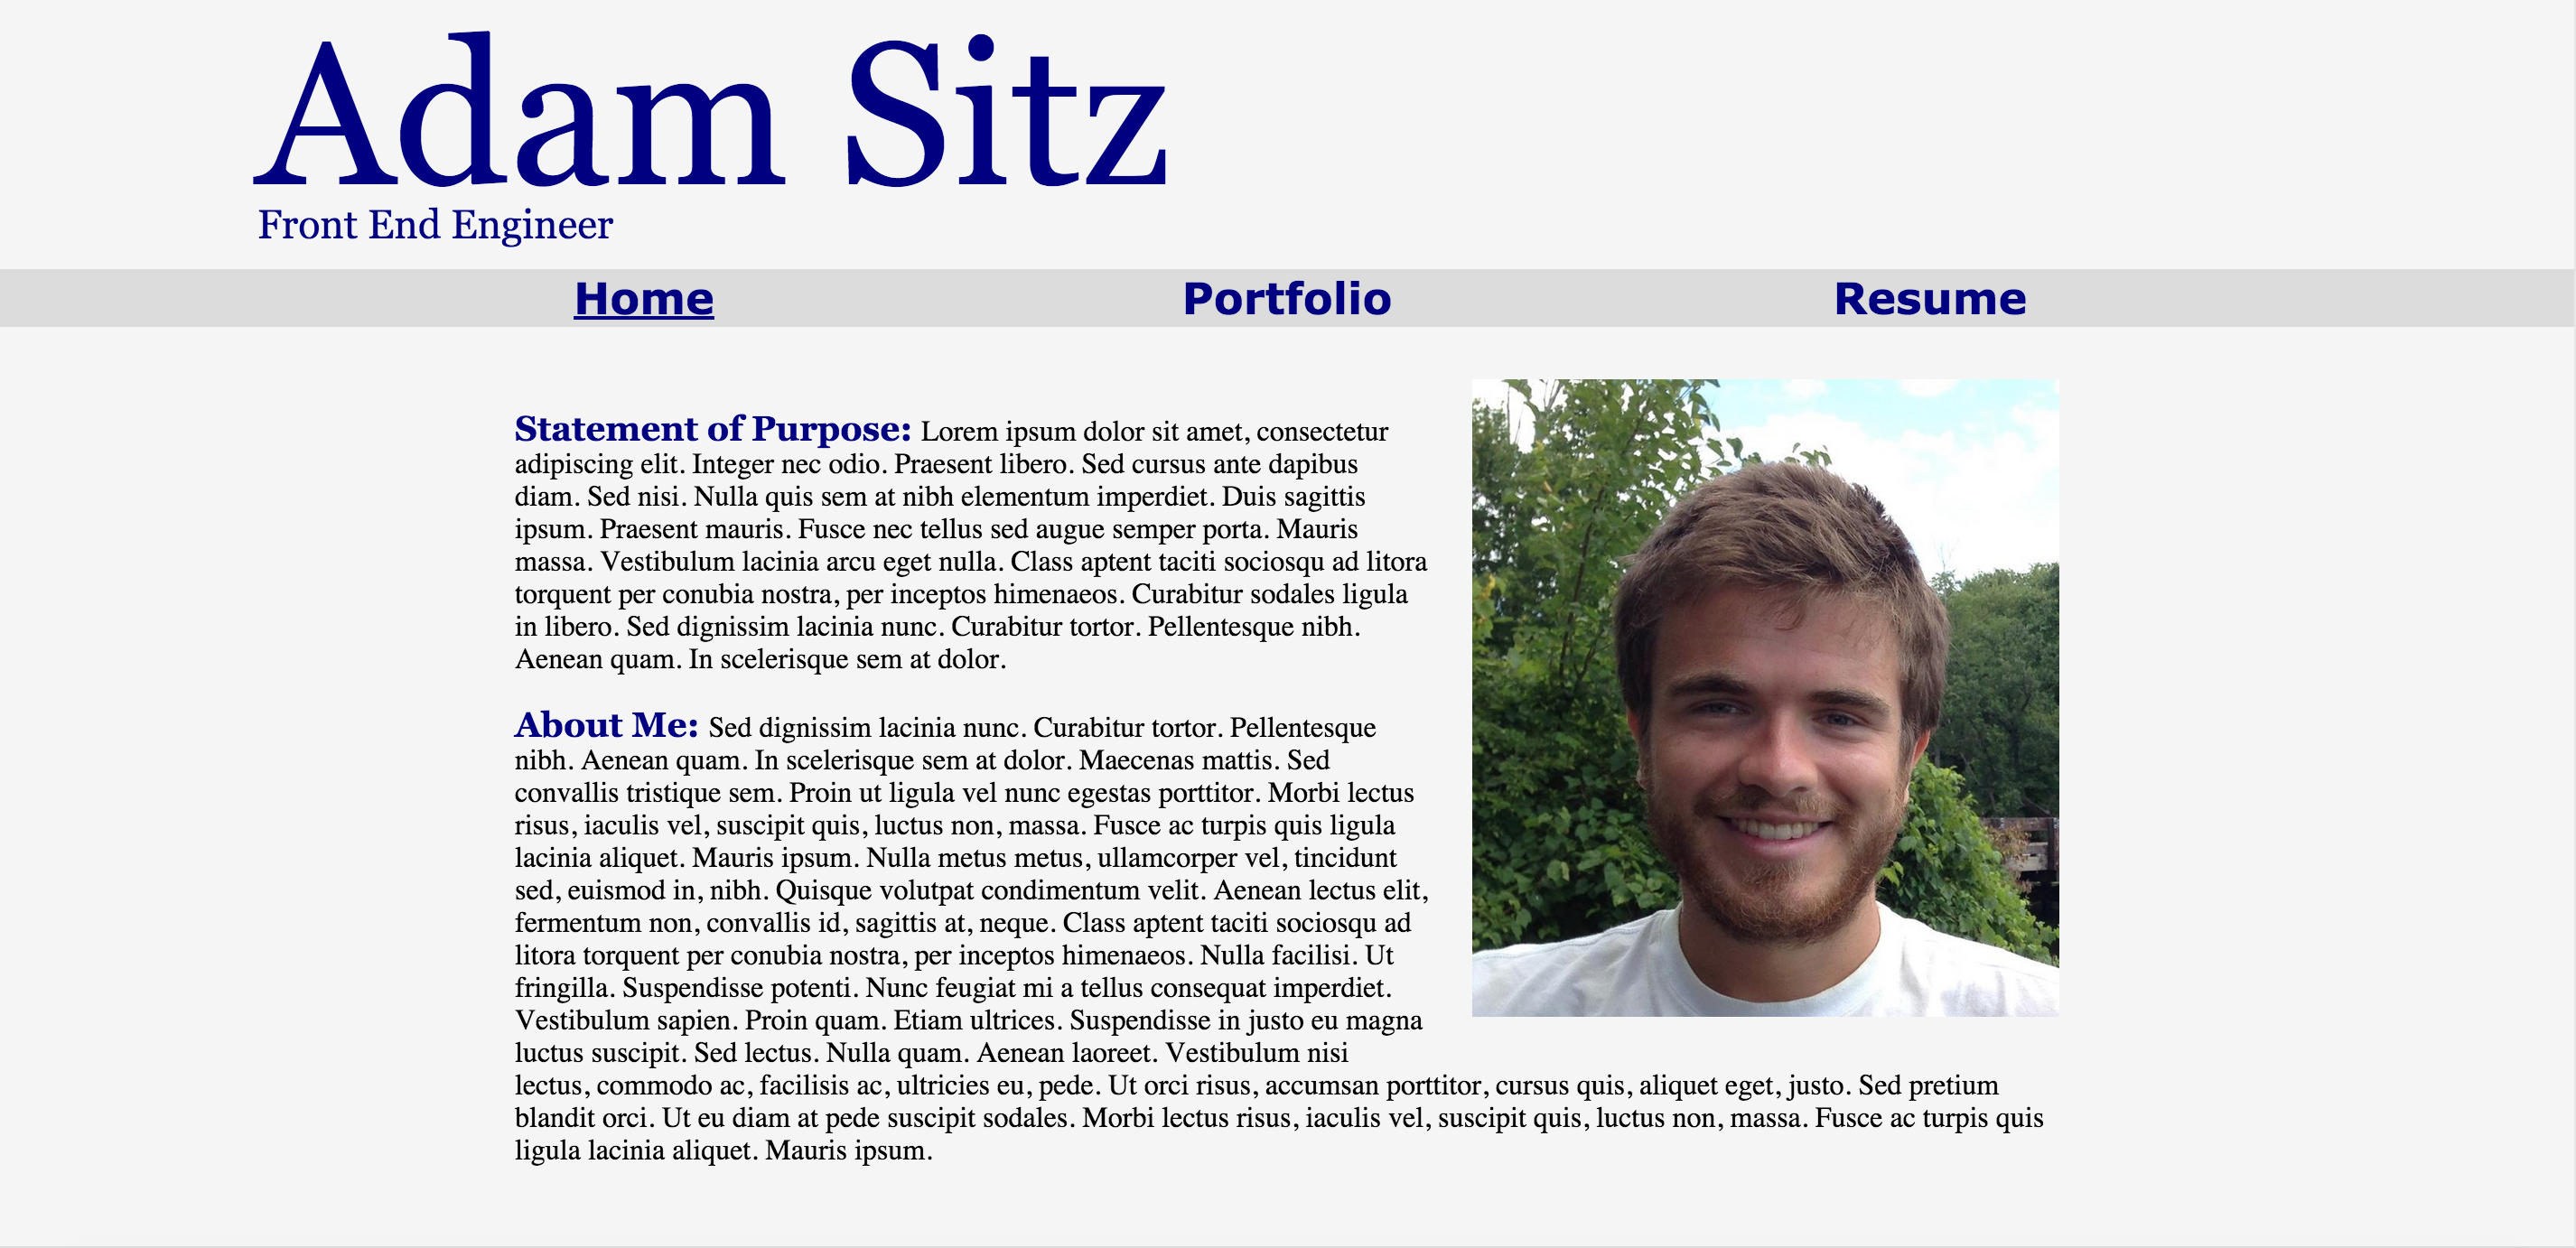 Adam Sitz
Front End Engineer
Home Portfolio Resume
Statement of Purpose: Lorem ipsum dolor sit amet, consectetur
adipiscing elit. Integer nec odio. Praesent libero. Sed cursus ante dapibus
diam. Sed nisi. Nulla quis sem at nibh elementum imperdiet. Duis sagittis
ipsum. Praesent mauris. Fusce nec tellus sed augue semper porta. Mauris
massa. Vestibulum lacinia arcu eget nulla. Class aptent taciti sociosqu ad litora
torquent per conubia nostra, per inceptos himenaeos. Curabitur sodales ligula
in libero. Sed dignissim lacinia nunc. Curabitur tortor. Pellentesque nibh.
Aenean quam. In scelerisque sem at dolor.
About Me: Sed dignissim lacinia nunc. Curabitur tortor. Pellentesque
nibh. Aenean quam. In scelerisque sem at dolor. Maecenas mattis. Sed
convallis tristique sem. Proin ut ligula vel nunc egestas porttitor. Morbi lectus
risus, iaculis vel, suscipit quis, luctus non, massa. Fusce ac turpis quis ligula
lacinia aliquet. Mauris ipsum. Nulla metus metus, ullamcorper vel, tincidunt
sed, euismod in, nibh. Quisque volutpat condimentum velit. Aenean lectus elit,
fermentum non, convallis id, sagittis at, neque. Class aptent taciti sociosqu ad
litora torquent per conubia nostra, per inceptos himenaeos. Nulla facilisi. Ut
fringilla. Suspendisse potenti. Nunc feugiat mi a tellus consequat imperdiet.
Vestibulum sapien. Proin quam. Etiam ultrices. Suspendisse in justo eu magna
luctus suscipit. Sed lectus. Nulla quam. Aenean laoreet. Vestibulum nisi
lectus, commodo ac, facilisis ac, ultricies eu, pede. Ut orci risus, accumsan porttitor, cursus quis, aliquet eget, justo. Sed pretium
blandit orci. Ut eu diam at pede suscipit sodales. Morbi lectus risus, iaculis vel, suscipit quis, luctus non, massa. Fusce ac turpis quis
ligula lacinia aliquet. Mauris ipsum.